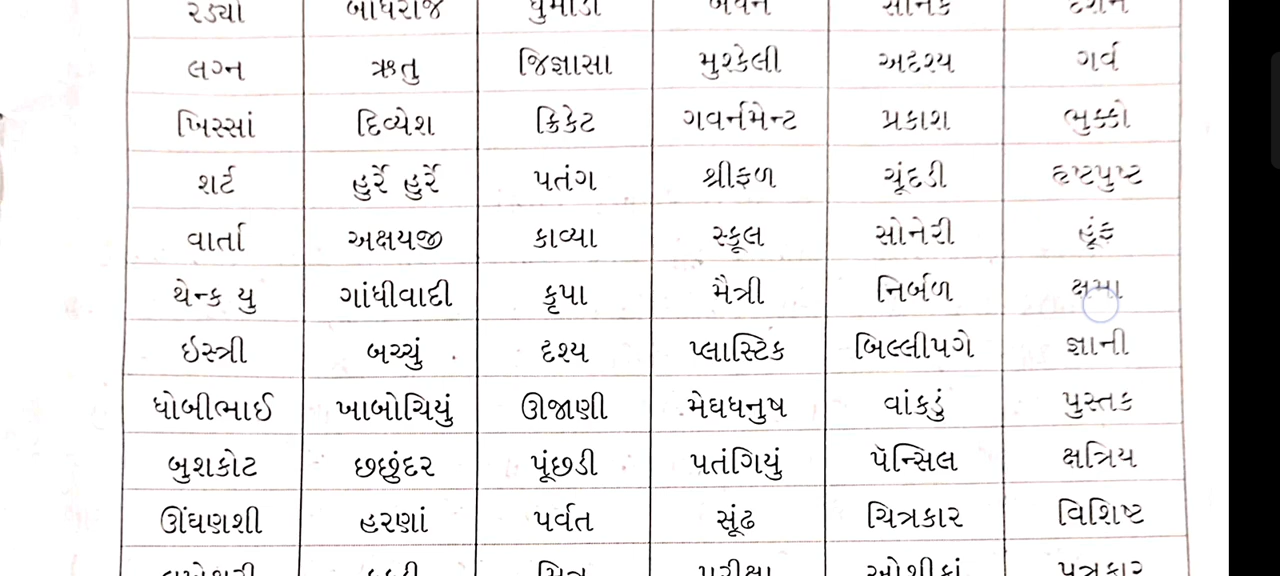 લગ્ન ઋતુ જિજ્ઞાસા મુશ્કેલી અદૃશ્ય ગર્વ
ખિસ્સાં દિવ્યેશ ક્રિકેટ ગવર્નમેન્ટ પ્રકાશ ભુક્કો
શર્ટ હુર્રે હુર્રે પતંગ શ્રીફળ ચૂંદડી હૃષ્ટપુષ્ટ
વાર્તા અક્ષયજી કાવ્યા સ્કૂલ સોનેરી હૂંફ
થેન્ક યુ ગાંધીવાદી કૃપા મૈત્રી નિર્બળ ક્ષમા
ઇસ્ત્રી બચ્ચું દૃશ્ય પ્લાસ્ટિક બિલ્લીપગે જ્ઞાની
ધોબીભાઈ ખાબોચિયું ઊજાણી મેઘધનુષ વાંકડું પુસ્તક
બુશકોટ છછુંદર પૂંછડી પતંગિયું પૅન્સિલ ક્ષત્રિય
ઊંઘણશી હરણાં પર્વત સૂંઢ ચિત્રકાર વિશિષ્ટ